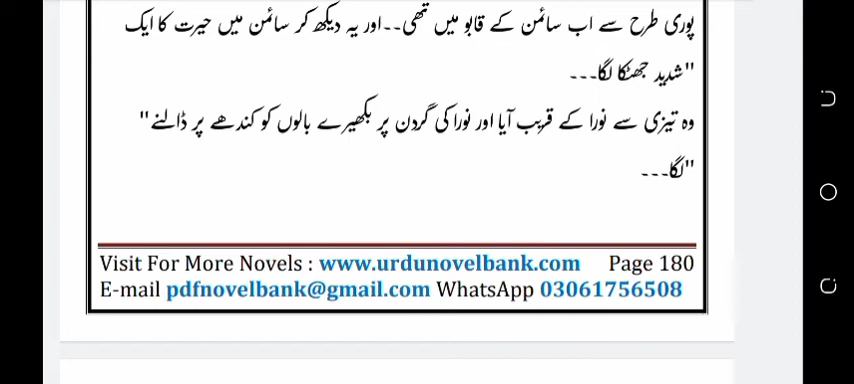 پوری طرح سے اب سائمن کے قابو میں تھی--اور یہ دیکھ کر سائمن میں حیرت کا ایک
"شدید جھٹکا لگا---
وہ تیزی سے نورا کے قریب آیا اور نورا کی گردن پر بکھیرے بالوں کو کندھے پر ڈالنے"
"لگا---
Visit For More Novels : www.urdunovelbank.com Page 180
E-mail pdfnovelbank@gmail.com WhatsApp 03061756508